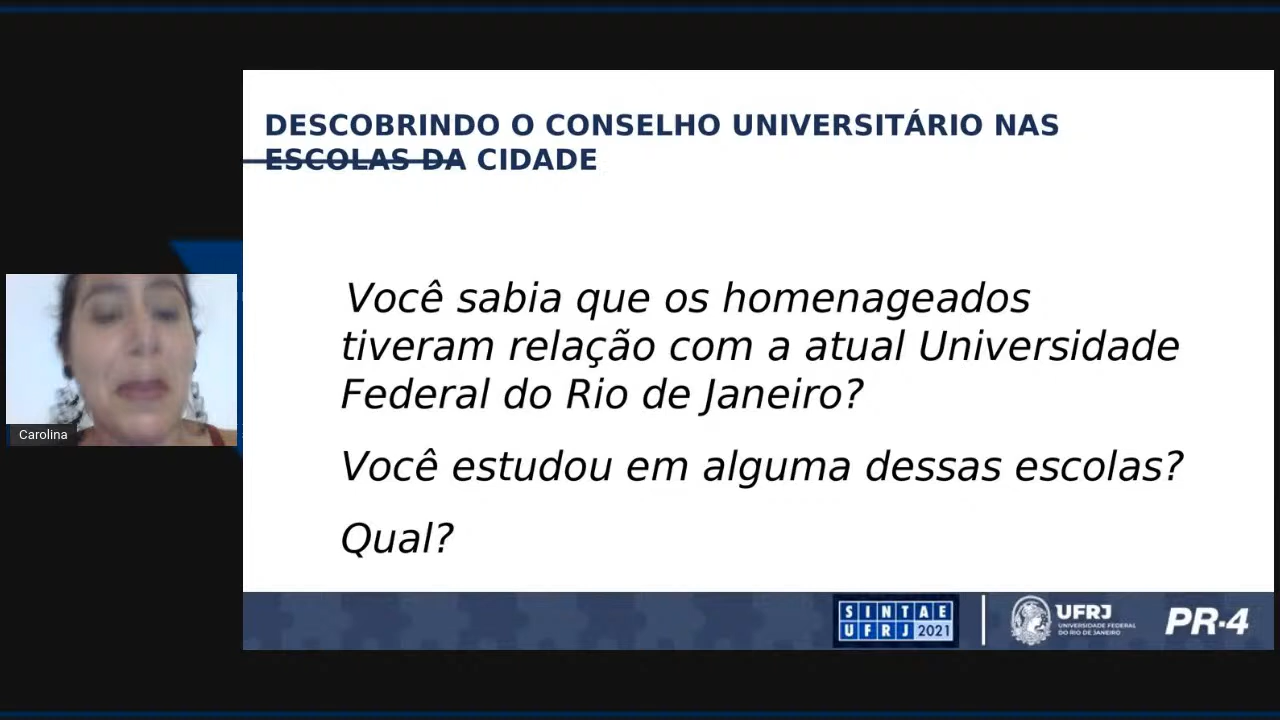 DESCOBRINDO O CONSELHO UNIVERSITÁRIO NAS
ESCOLAS DA CIDADE
Você sabia que os homenageados
tiveram relação com a atual Universidade
Federal do Rio de Janeiro?
Você estudou em alguma dessas escolas?
Qual?
Carolina
SINTAE
UFRJ 2021
UFRJ
UNIVERSIDADE FEDERAL
DO RIO DE JANEIRO
PR-4